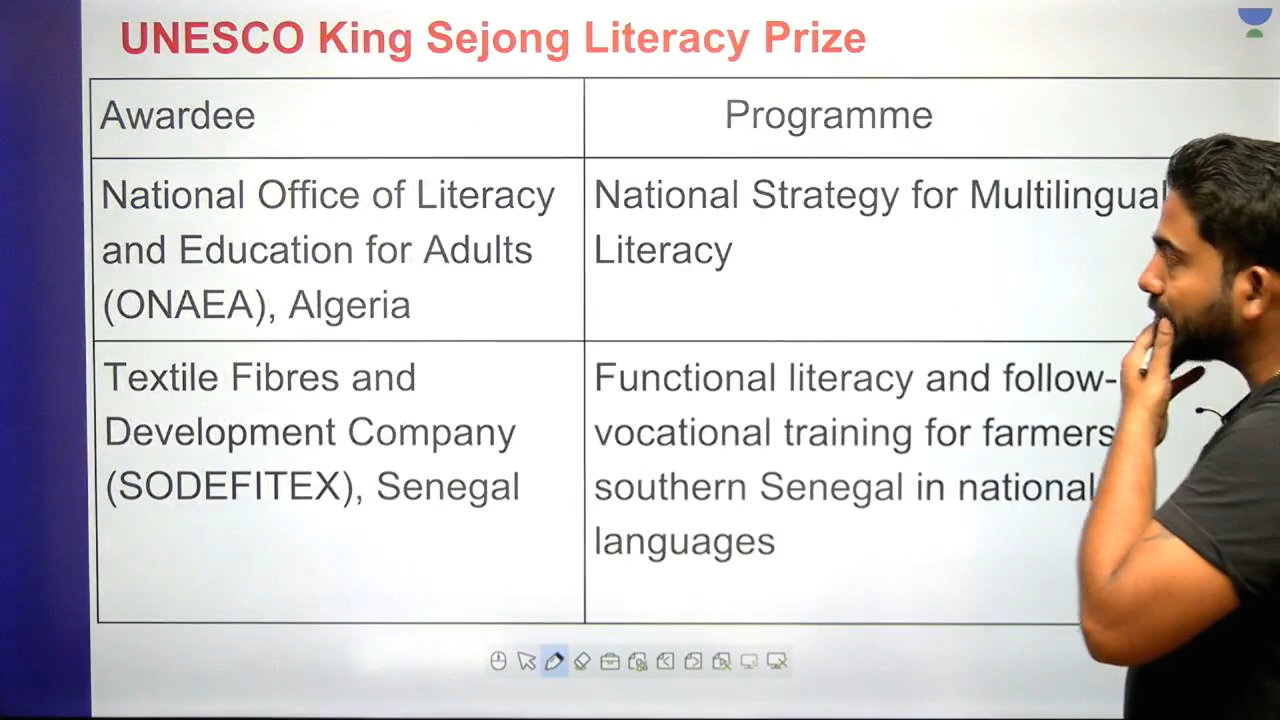 UNESCO King Sejong Literacy Prize
Awardee
Programme
National Office of Literacy
and Education for Adults
(ONAEA), Algeria
National Strategy for Multilingual
Literacy
Textile Fibres and
Development Company
(SODEFITEX), Senegal
Functional literacy and follow-
vocational training for farmers
southern Senegal in national
languages